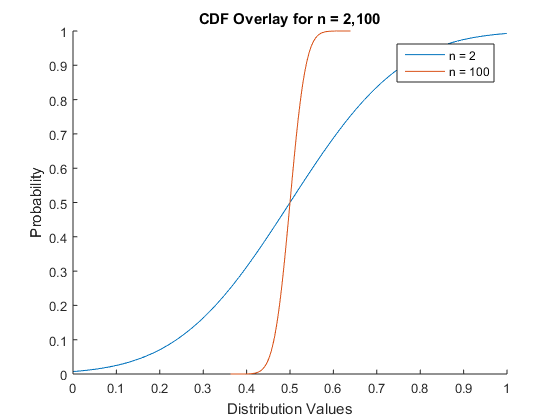 CDF Overlay for n = 2,100
n = 2
n = 100
Probability
1
0.9
0.8
0.7
0.6
0.5
0.4
0.3
0.2
0.1
0
0 0.1 0.2 0.3 0.4 0.5 0.6 0.7 0.8 0.9 1
Distribution Values